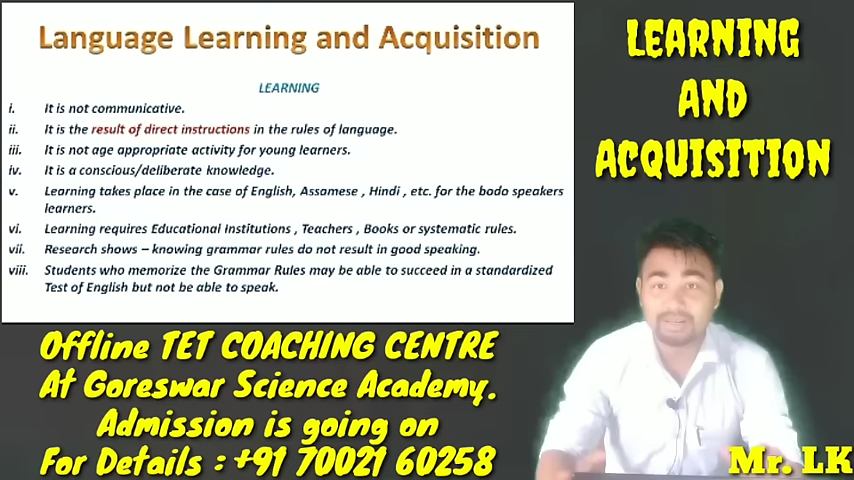 Language Learning and Acquisition
LEARNING
i. It is not communicative.
ii. It is the result of direct instructions in the rules of language.
iii. It is not age appropriate activity for young learners.
iv. It is a conscious/deliberate knowledge.
v. Learning takes place in the case of English, Assamese , Hindi , etc. for the bodo speakers
learners.
vi. Learning requires Educational Institutions , Teachers , Books or systematic rules.
vii. Research shows – knowing grammar rules do not result in good speaking.
viii. Students who memorize the Grammar Rules may be able to succeed in a standardized
Test of English but not be able to speak.
LEARNING
AND
ACQUISITION
Offline TET COACHING CENTRE
At Goreswar Science Academy.
Admission is going on
For Details : +91 70021 60258
Mr. LK